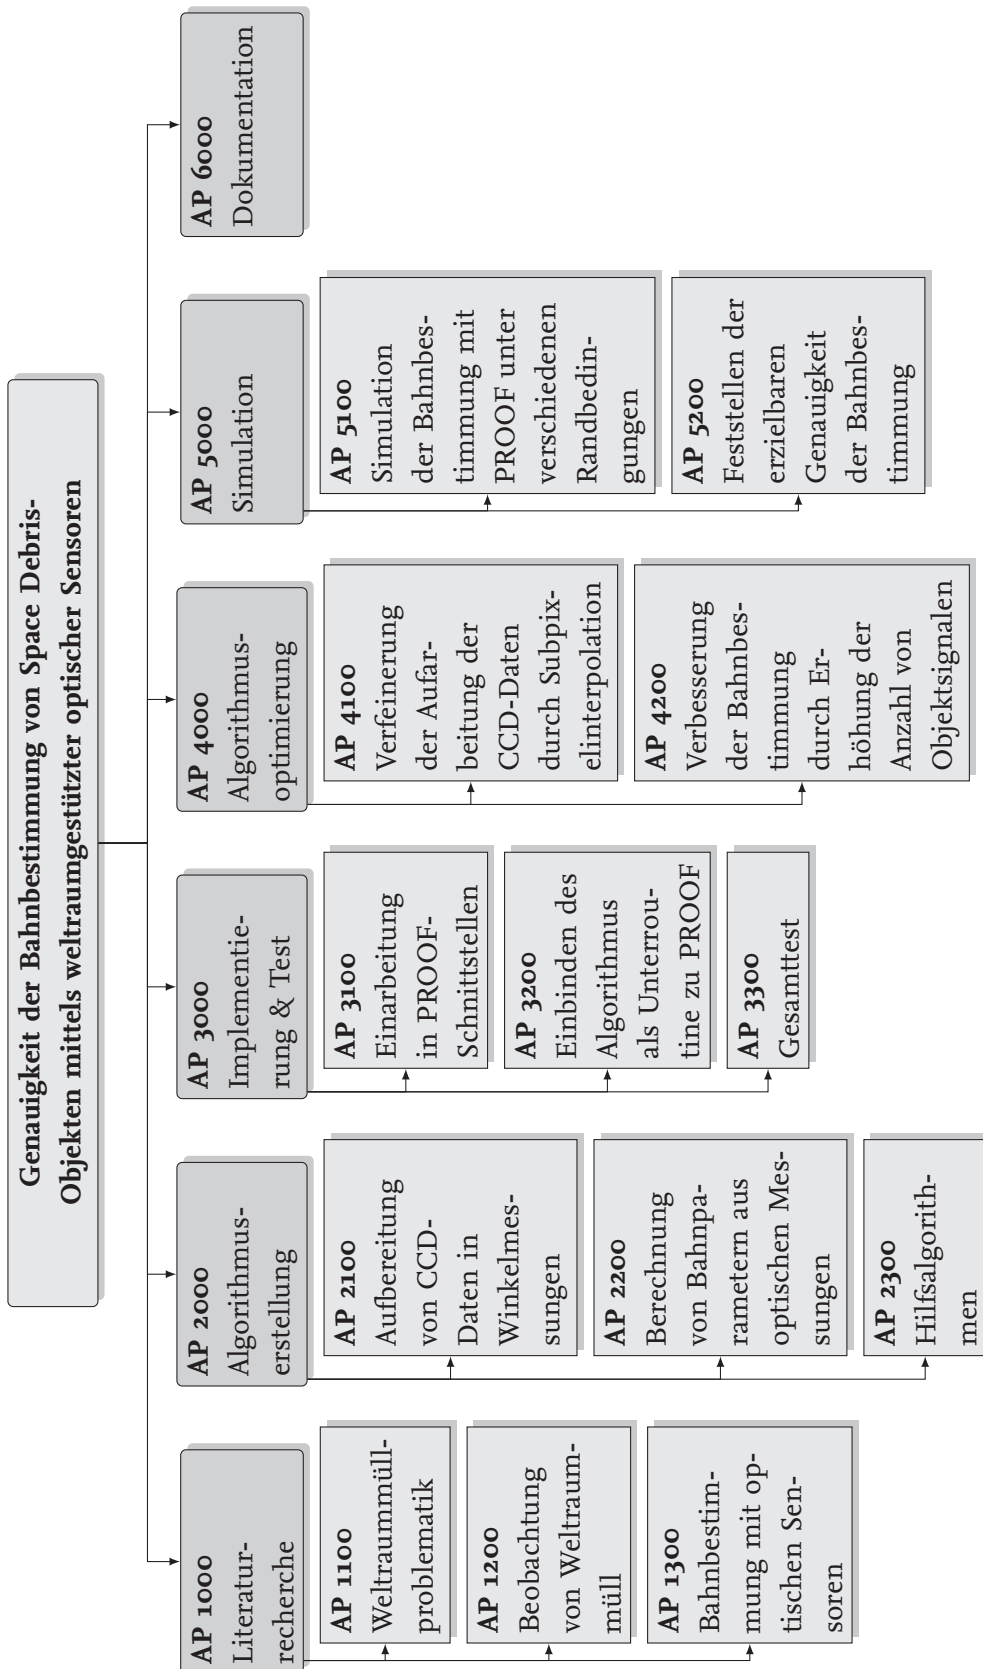 Genauigkeit der Bahnbestimmung von Space Debris-
Objekten mittels weltraumgestützter optischer Sensoren
AP 1000
Literatur-
recherche
AP 1100
Weltraummüll-
problematik
AP 1200
Beobachtung
von Weltraum-
müll
AP 1300
Bahnbestim-
mung mit op-
tischen Sen-
soren
AP 2000
Algorithmus-
erstellung
AP 2100
Aufbereitung
von CCD-
Daten in
Winkelmes-
sungen
AP 2200
Berechnung
von Bahnpa-
rametern aus
optischen Mes-
sungen
AP 2300
Hilfsalgorith-
men
AP 3000
Implementie-
rung & Test
AP 3100
Einarbeitung
in PROOF-
Schnittstellen
AP 3200
Einbinden des
Algorithmus
als Unterrou-
tine zu PROOF
AP 3300
Gesamttest
AP 4000
Algorithmus-
optimierung
AP 4100
Verfeinerung
der Aufar-
beitung der
CCD-Daten
durch Subpix-
elinterpolation
AP 4200
Verbesserung
der Bahnbes-
timmung
durch Er-
höhung der
Anzahl von
Objektsignalen
AP 5000
Simulation
AP 5100
Simulation
der Bahnbes-
timmung mit
PROOF unter
verschiedenen
Randbedin-
gungen
AP 5200
Feststellen der
erzielbaren
Genauigkeit
der Bahnbes-
timmung
AP 6000
Dokumentation